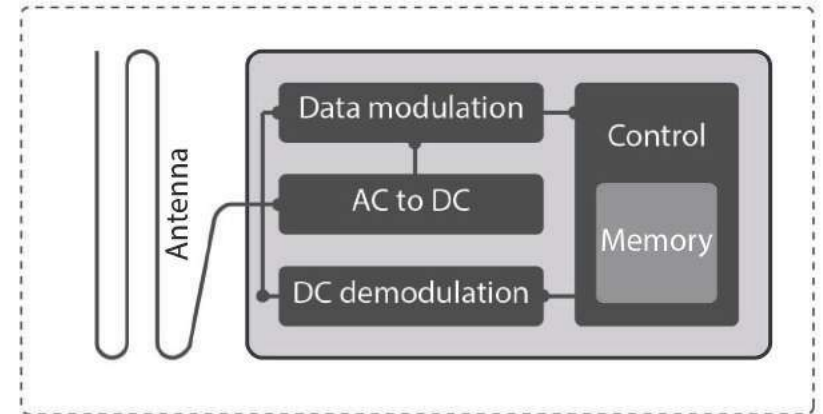 Antenna
Data modulation
AC to DC
DC demodulation
Control
Memory